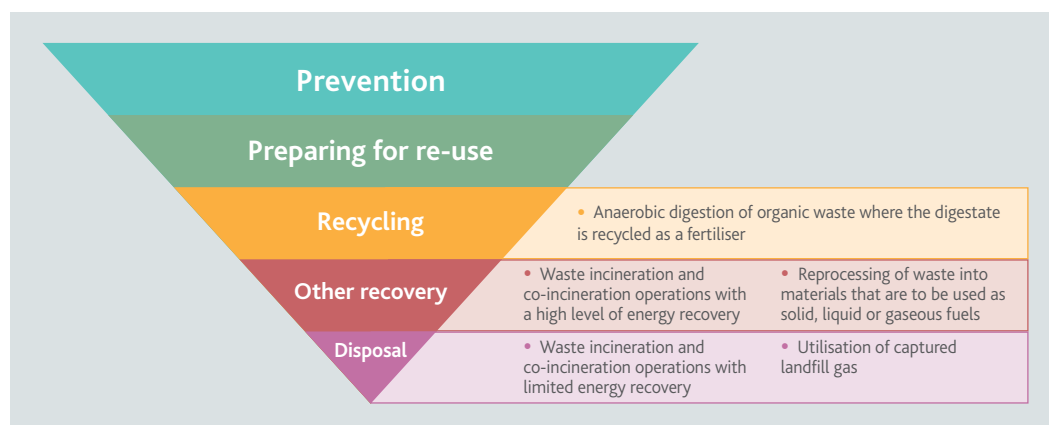 Prevention
Preparing for re-use
Recycling
• Anaerobic digestion of organic waste where the digestate
is recycled as a fertiliser
Other recovery
• Waste incineration and
co-incineration operations with
a high level of energy recovery
• Reprocessing of waste into
materials that are to be used as
solid, liquid or gaseous fuels
Disposal
• Waste incineration and
co-incineration operations with
limited energy recovery
• Utilisation of captured
landfill gas